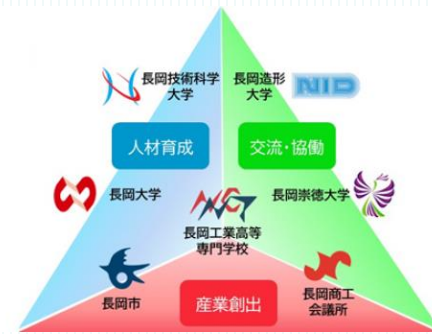 長岡技術科学
大学
長岡造形
大学
NID
人材育成
交流・協働
長岡大学
長岡崇徳大学
長岡工業高等
専門学校
長岡市
産業創出
長岡商工
会議所